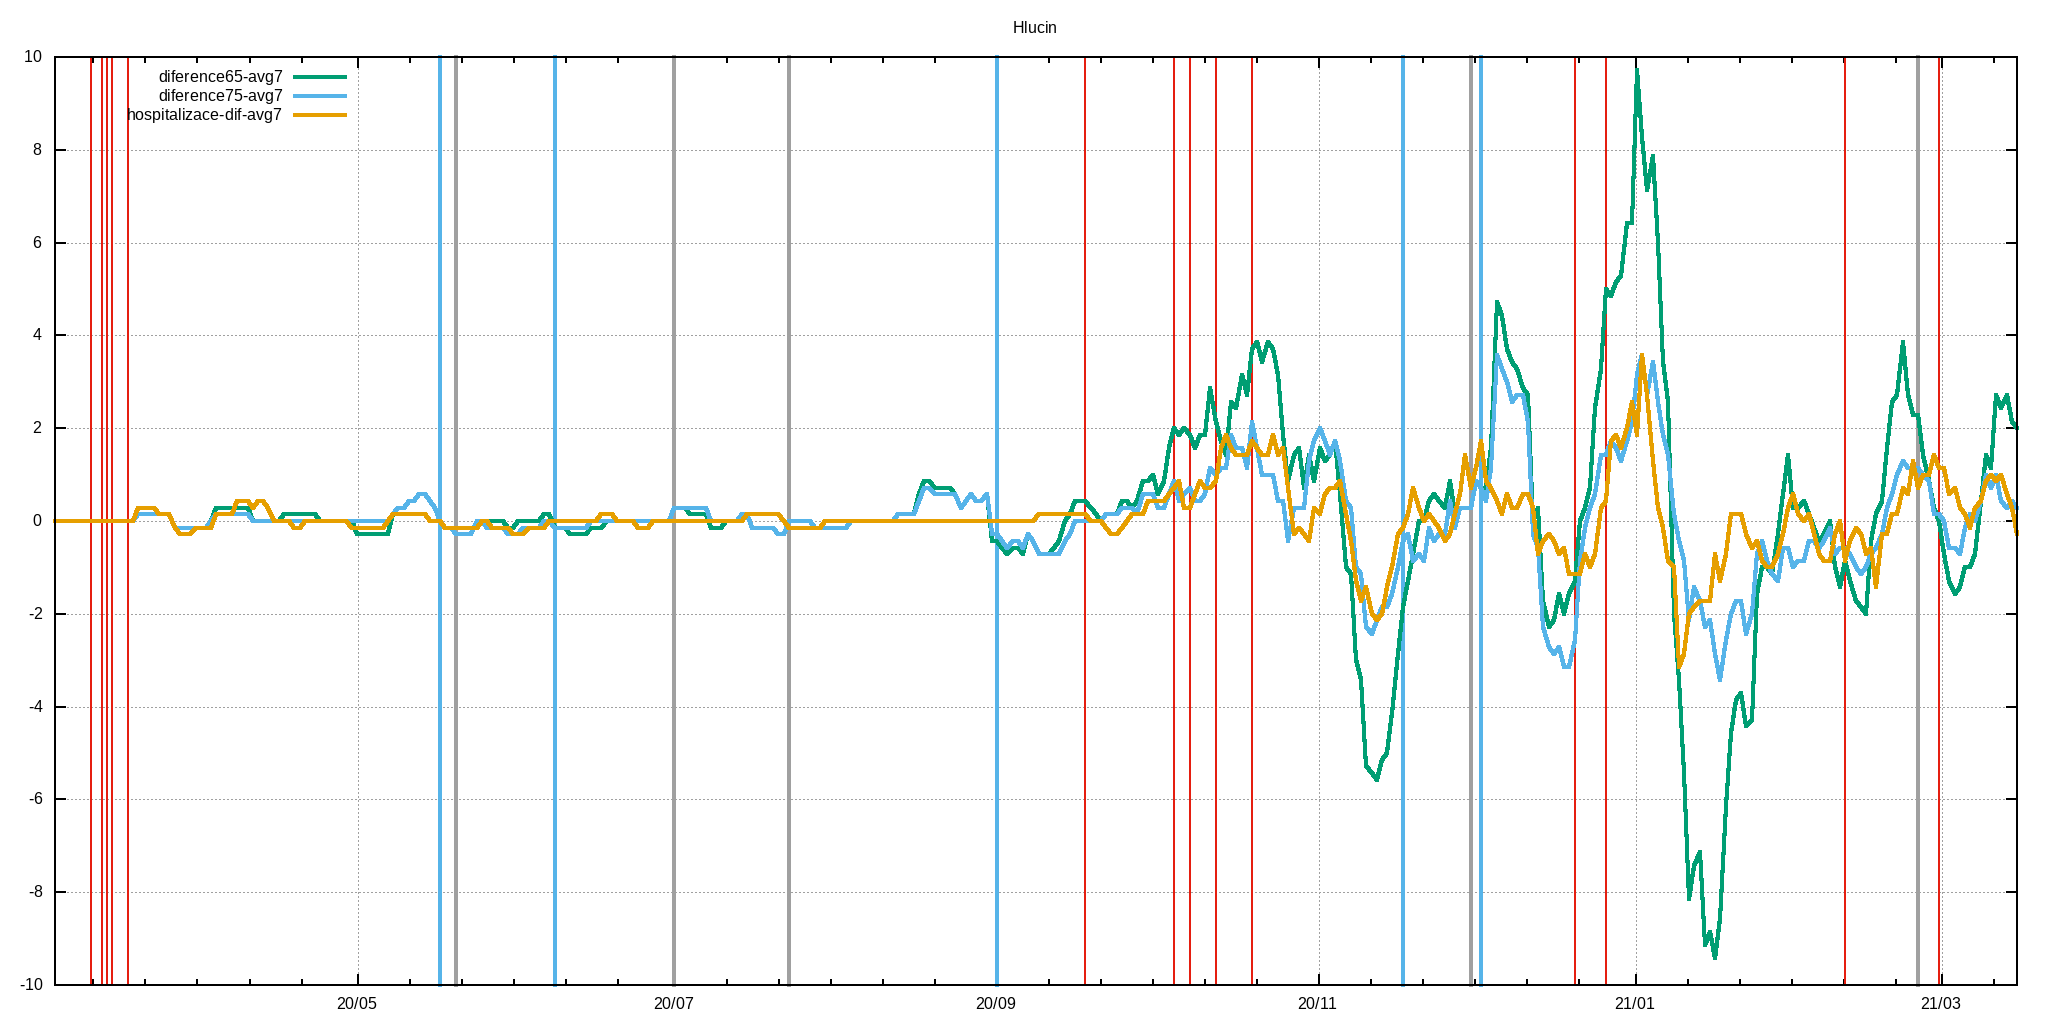 Hlucin
diference65-avg7
diference75-avg7
hospitalizace-dif-avg7
10
8
6
4
2
0
-2
-4
-6
-8
-10
20/05 20/07 20/09 20/11 21/01 21/03